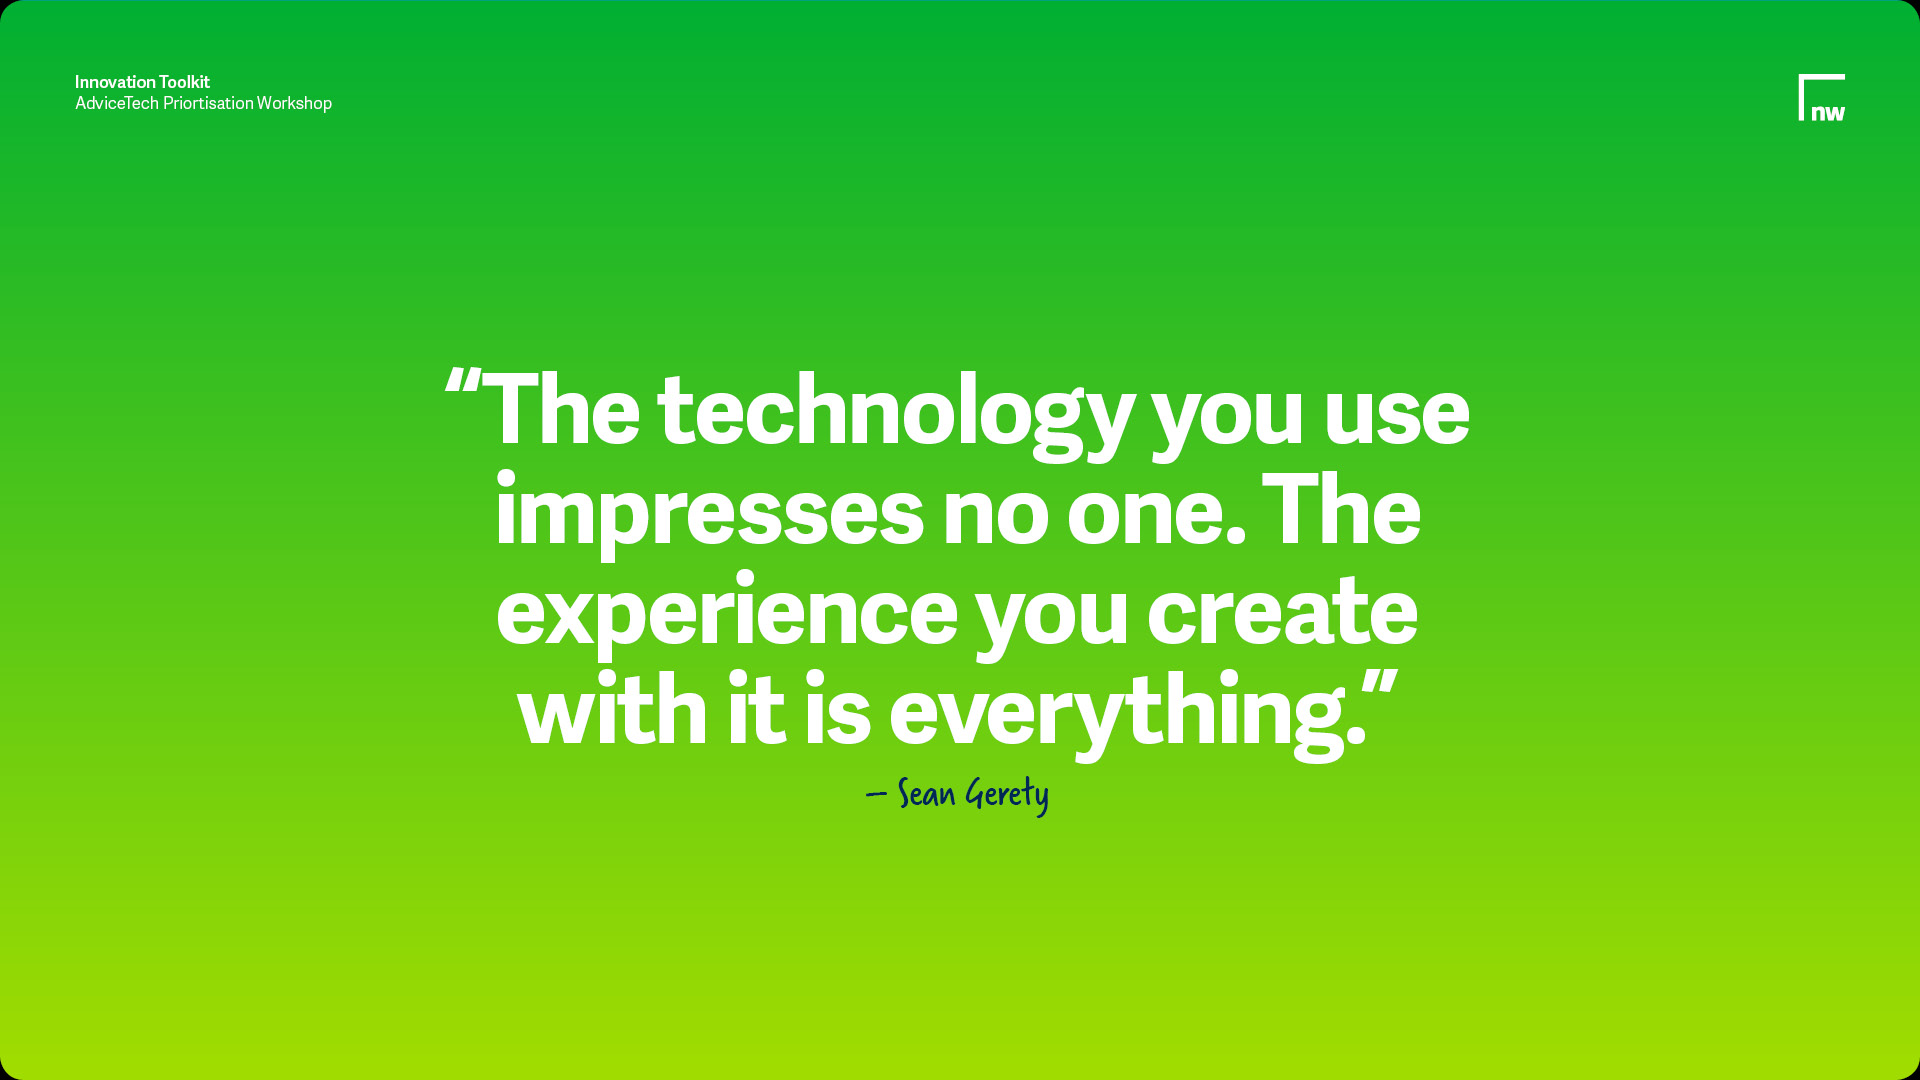 Innovation Toolkit
AdviceTech Priortisation Workshop
nw
“The technology you use
impresses no one. The
experience you create
with it is everything.”
– Sean Gerety